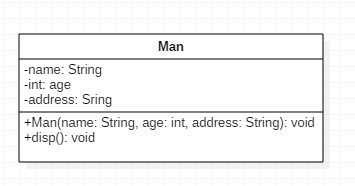 Man
-name: String
-int: age
-address: Sring
+Man(name: String, age: int, address: String): void
+disp(): void